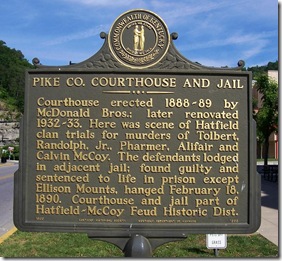 COMMONWEALTH OF KENTUCKY
PIKE CO. COURTHOUSE AND JAIL
Courthouse erected 1888-89 by
McDonald Bros.; later renovated
1932-33. Here was scene of Hatfield
clan trials for murders of Tolbert,
Randolph, Jr., Pharmer, Alifair and
Calvin McCoy. The defendants lodged
in adjacent jail; found guilty and
sentenced to life in prison except
Ellison Mounts, hanged February 18,
1890. Courthouse and jail part of
Hatfield-McCoy Feud Historic Dist.